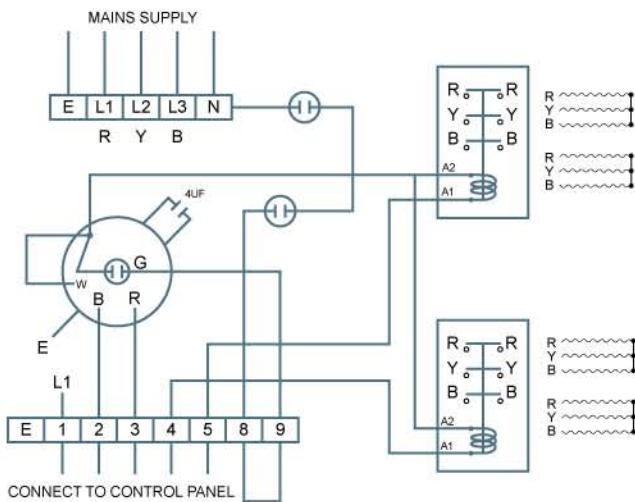 MAINS SUPPLY
E L1 L2 L3 N
R Y B
4UF
G
W
B R
E
L1
E 1 2 3 4 5 8 9
CONNECT TO CONTROL PANEL
R R
Y Y
B B
A2
A1
R
Y
B
R
Y
B
R R
Y Y
B B
A2
A1
R
Y
B
R
Y
B